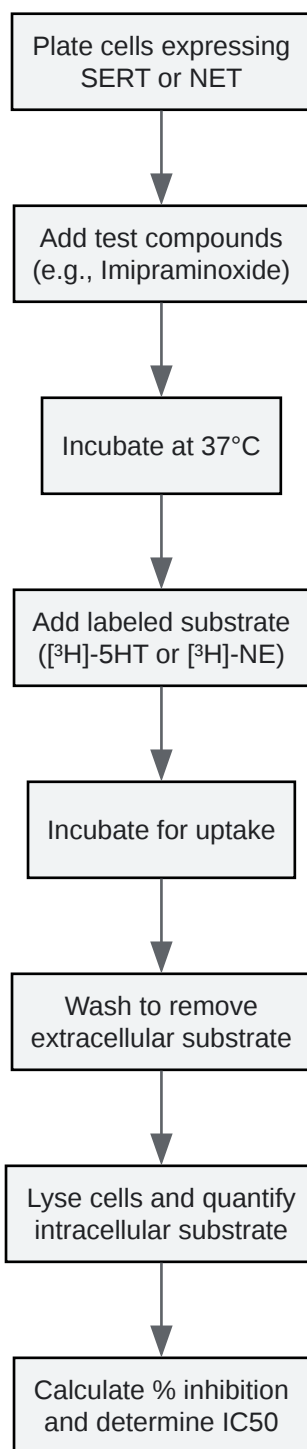 Plate cells expressing
SERT or NET
Add test compounds
(e.g., Imipraminoxide)
Incubate at 37°C
Add labeled substrate
([³H]-5HT or [³H]-NE)
Incubate for uptake
Wash to remove
extracellular substrate
Lyse cells and quantify
intracellular substrate
Calculate % inhibition
and determine IC50